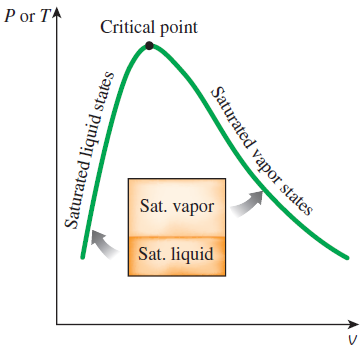 P or T
Critical point
Saturated liquid states
Saturated vapor states
Sat. vapor
Sat. liquid
v